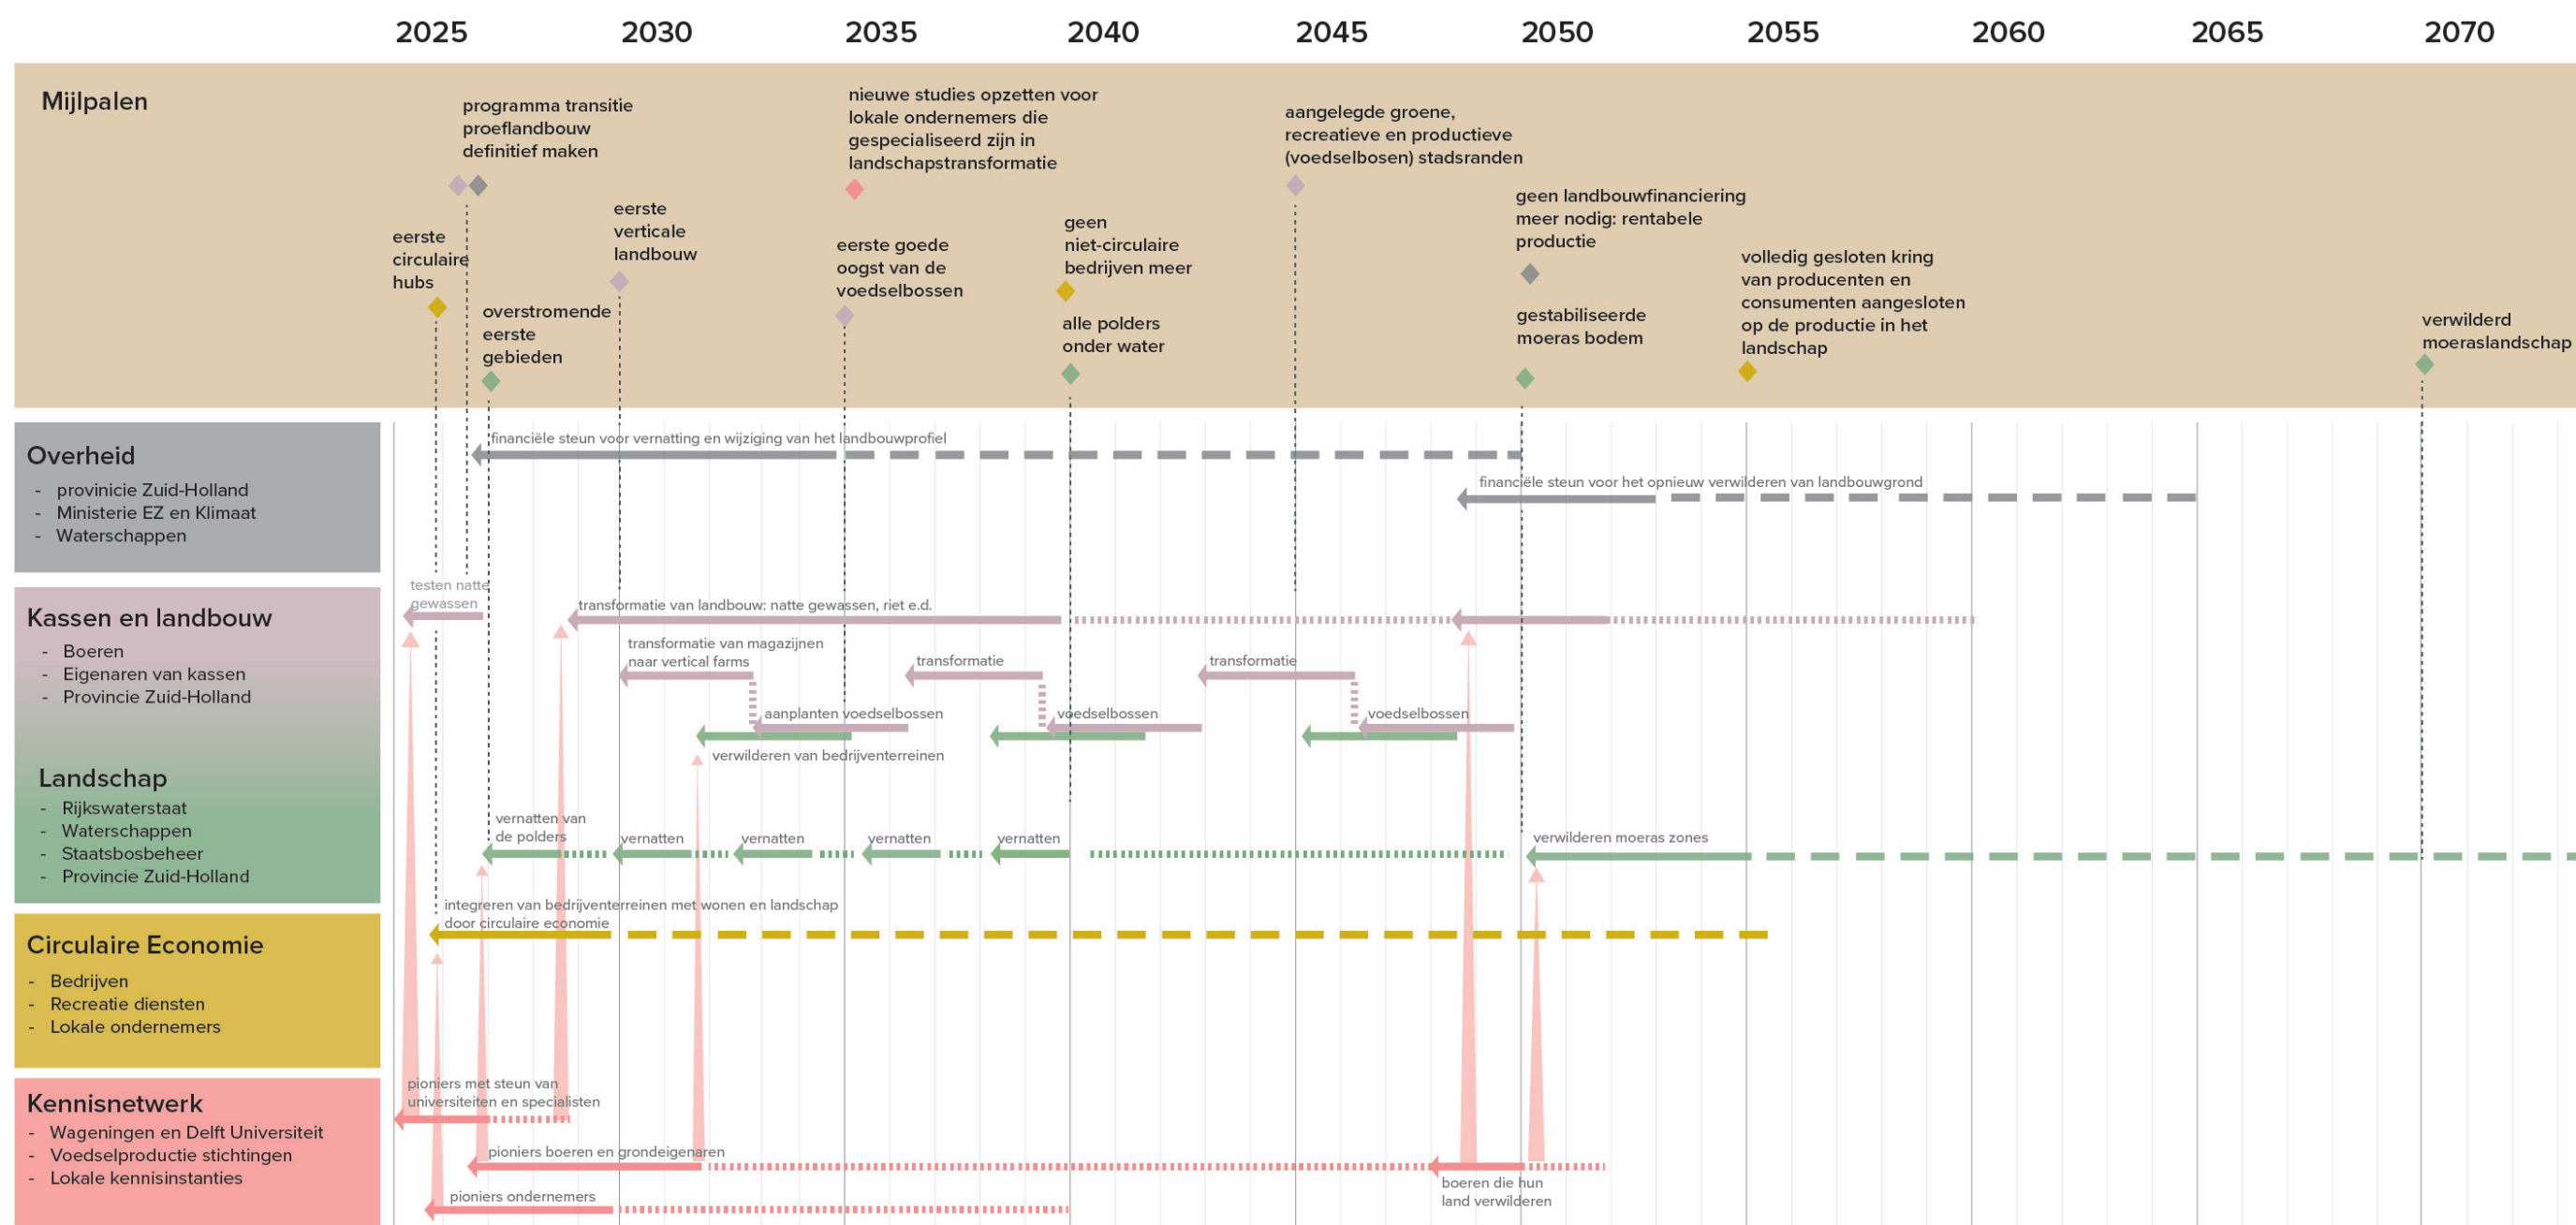 2025 2030 2035 2040 2045 2050 2055 2060 2065 2070
Mijlpalen
programma transitie
proeflandbouw
definitief maken
nieuwe studies opzetten voor
lokale ondernemers die
gespecialiseerd zijn in
landschapstransformatie
aangelegde groene,
recreatieve en productieve
(voedselbosen) stadsranden
geen landbouwfinanciering
meer nodig: rentabele
productie
eerste
verticale
landbouw
geen
niet-circulaire
bedrijven meer
eerste
circulaire
hubs
eerste goede
oogst van de
voedselbossen
volledig gesloten kring
van producenten en
consumenten aangesloten
op de productie in het
landschap
overstromende
eerste
gebieden
alle polders
onder water
gestabiliseerde
moeras bodem
verwilderd
moeraslandschap
Overheid
- provinicie Zuid-Holland
- Ministerie EZ en Klimaat
- Waterschappen
financiële steun voor vernatting en wijziging van het landbouwprofiel
financiële steun voor het opnieuw verwilderen van landbouwgrond
Kassen en landbouw
- Boeren
- Eigenaren van kassen
- Provincie Zuid-Holland
testen natte
gewassen
transformatie van landbouw: natte gewassen, riet e.d.
transformatie van magazijnen
naar vertical farms
transformatie
transformatie
aanplanten voedselbossen
voedselbossen
voedselbossen
verwilderen van bedrijventerreinen
Landschap
- Rijkswaterstaat
- Waterschappen
- Staatsbosbeheer
- Provincie Zuid-Holland
vernatten van
de polders
vernatten
vernatten
vernatten
vernatten
verwilderen moeras zones
Circulaire Economie
- Bedrijven
- Recreatie diensten
- Lokale ondernemers
integreren van bedrijventerreinen met wonen en landschap
door circulaire economie
Kennisnetwerk
- Wageningen en Delft Universiteit
- Voedselproductie stichtingen
- Lokale kennisinstanties
pioniers met steun van
universiteiten en specialisten
pioniers boeren en grondeigenaren
boeren die hun
land verwilderen
pioniers ondernemers